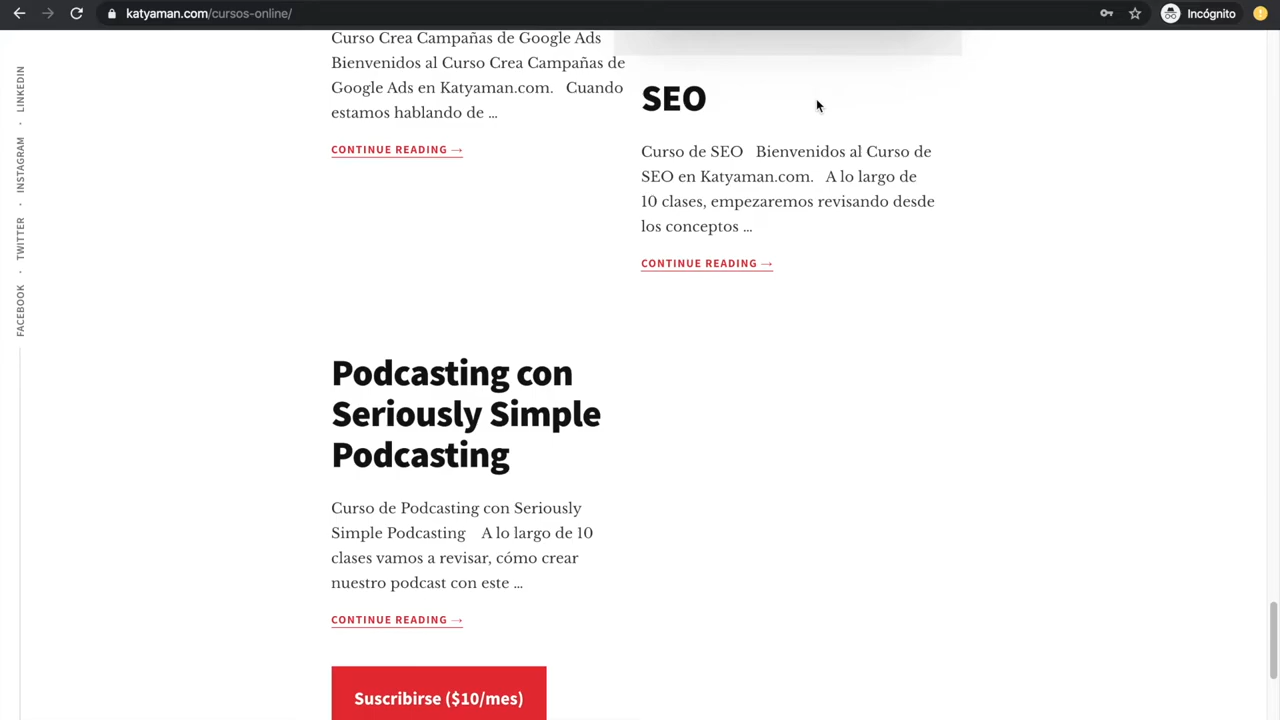 katyaman.com/cursos-online/
Incógnito
LINKEDIN
INSTAGRAM
TWITTER
FACEBOOK
Curso Crea Campañas de Google Ads
Bienvenidos al Curso Crea Campañas de
Google Ads en Katyaman.com. Cuando
estamos hablando de ...
CONTINUE READING →
SEO
Curso de SEO Bienvenidos al Curso de
SEO en Katyaman.com. A lo largo de
10 clases, empezaremos revisando desde
los conceptos ...
CONTINUE READING →
Podcasting con
Seriously Simple
Podcasting
Curso de Podcasting con Seriously
Simple Podcasting A lo largo de 10
clases vamos a revisar, cómo crear
nuestro podcast con este ...
CONTINUE READING →
Suscribirse ($10/mes)